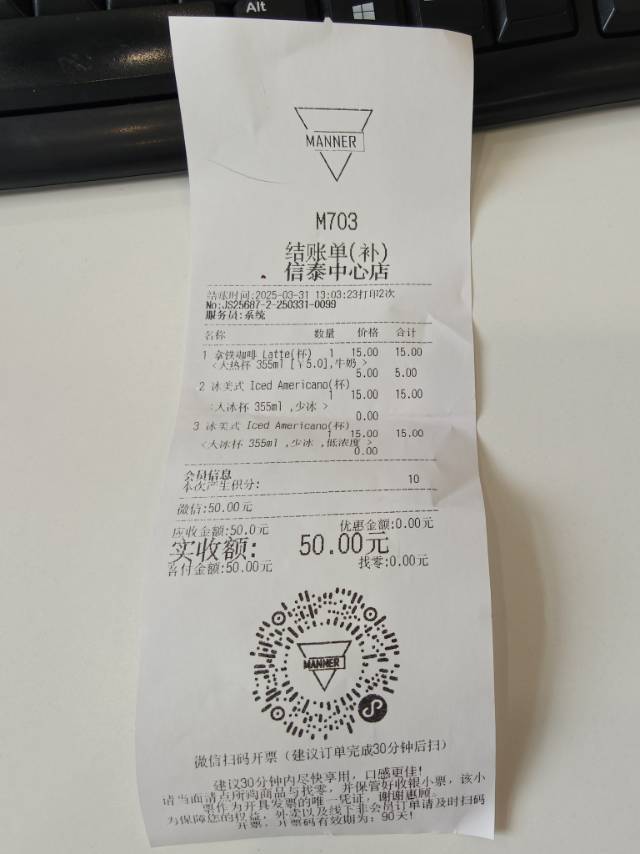 Alt
MANNER
M703
结账单(补)
信泰中心店
结账时间:2025-03-31 13:03:23打印2次
No:JS25687-2-250331-0099
服务员:系统
名称 数量 价格 合计
1 拿铁咖啡 Latte(杯) 1 15.00 15.00
<大热杯 355ml [¥5.0],牛奶>
5.00 5.00
2 冰美式 Iced Americano(杯)
1 15.00 15.00
<大冰杯 355ml ,少冰 >
0.00
3 冰美式 Iced Americano(杯)
1 15.00 15.00
<大冰杯 355ml ,少冰 ,低浓度 >
0.00
会员信息
本次产生积分: 10
微信:50.00元
应收金额:50.0元 优惠金额:0.00元
实收额: 50.00元
客付金额:50.00元 找零:0.00元
MANNER
微信扫码开票 (建议订单完成30分钟后扫)
建议30分钟内尽快享用, 口感更佳!
请当面请点所购商品与找零, 并保管好收银小票, 该小
票作为开具发票的唯一凭证, 谢谢惠顾。
为保障您的权益, 外卖以及线下非会员订单请及时扫码
开票, 开票码有效期为: 90天!